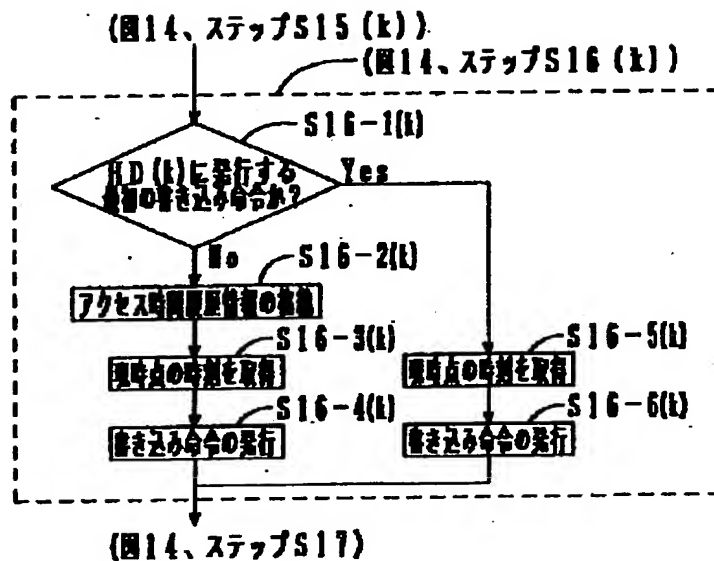 (図14、ステップS15(k))
(図14、ステップS16(k))
S16-1(k)
HD(k)に発行する
最初の書き込み命令か?
Yes
No
S16-2(k)
アクセス時間履歴情報の
S16-3(k)
現時点の時刻を取得
S16-5(k)
現時点の時刻を取得
S16-4(k)
書き込み命令の発行
S16-6(k)
書き込み命令の発行
(図14、ステップS17)